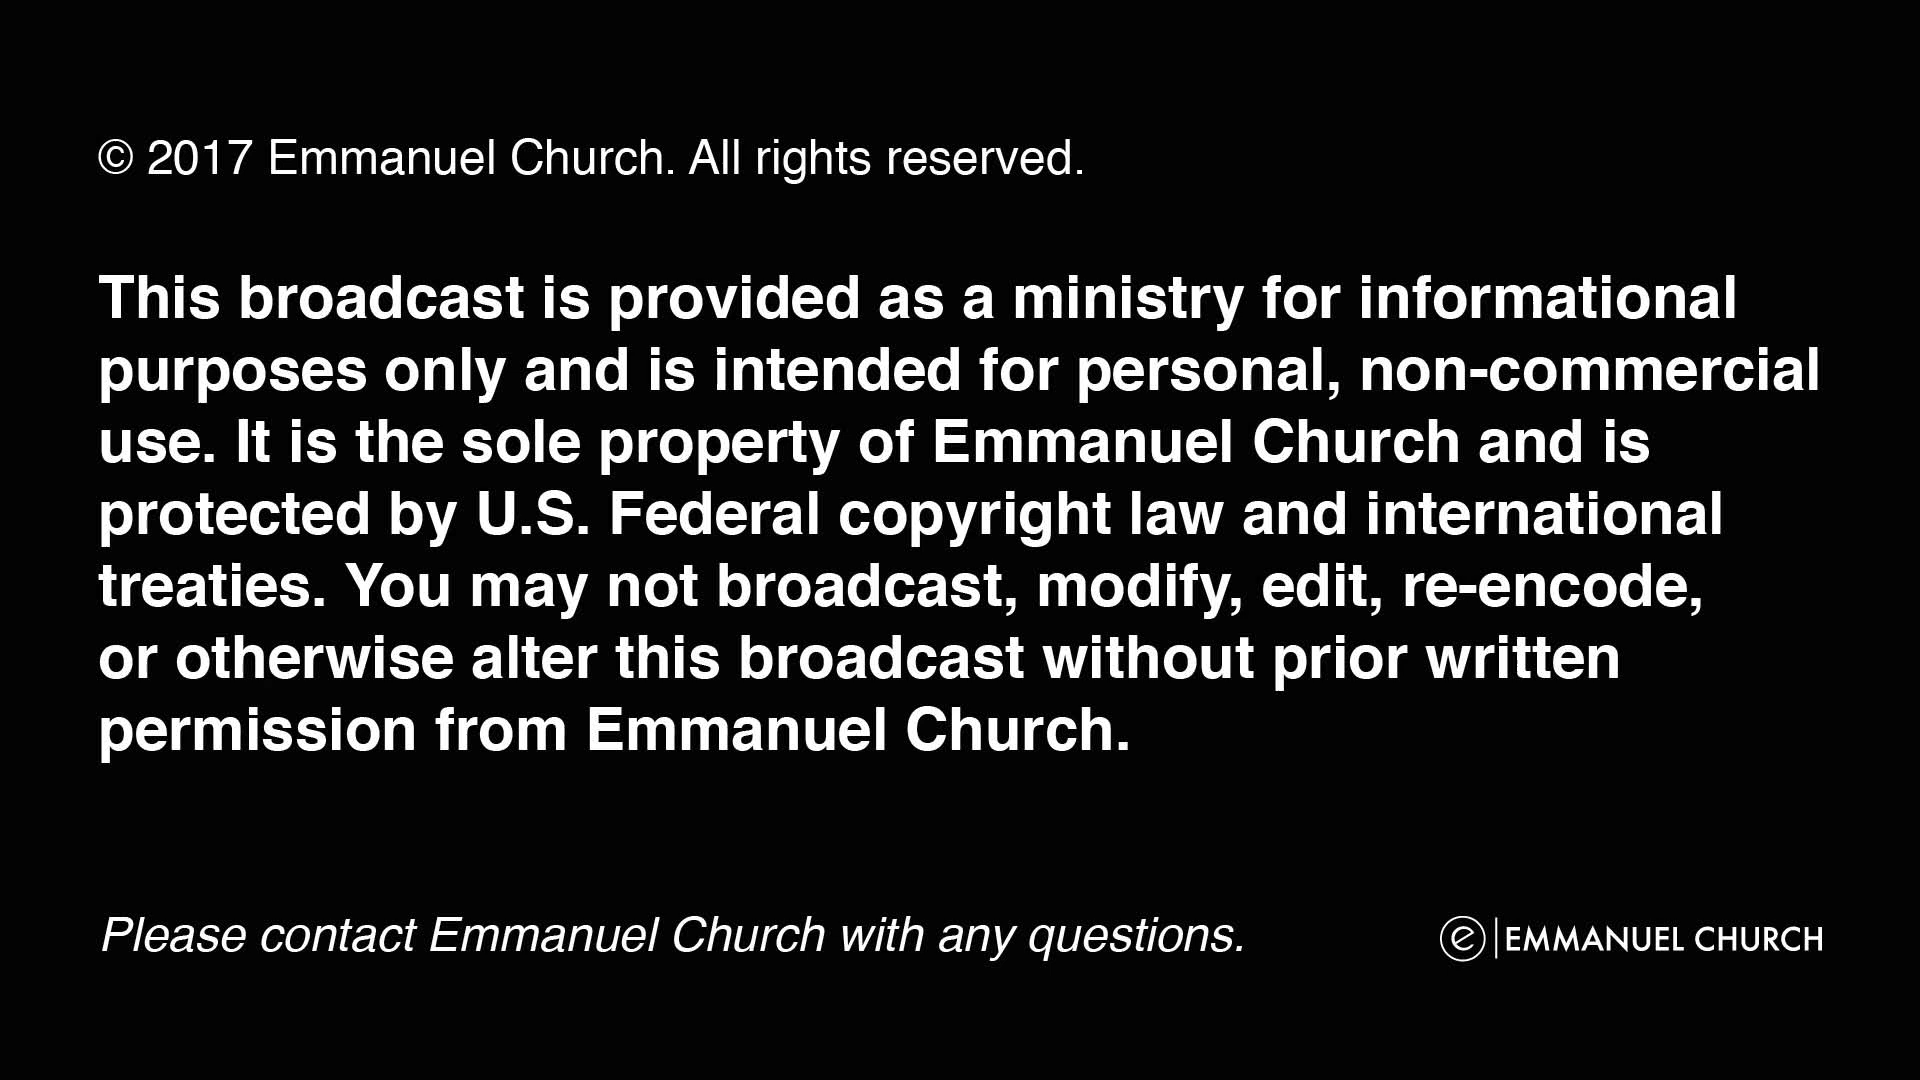 © 2017 Emmanuel Church. All rights reserved.
This broadcast is provided as a ministry for informational
purposes only and is intended for personal, non-commercial
use. It is the sole property of Emmanuel Church and is
protected by U.S. Federal copyright law and international
treaties. You may not broadcast, modify, edit, re-encode,
or otherwise alter this broadcast without prior written
permission from Emmanuel Church.
Please contact Emmanuel Church with any questions.
e | EMMANUEL CHURCH